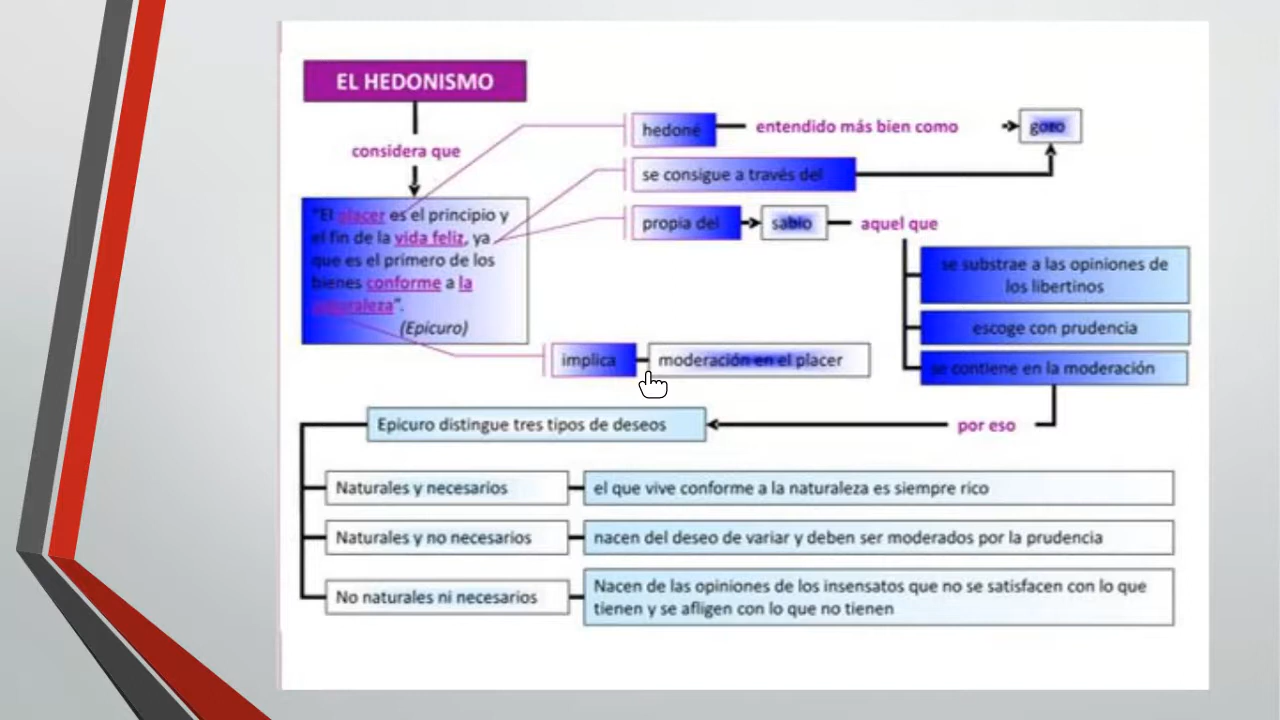 EL HEDONISMO
considera que
"El placer es el principio y
el fin de la vida feliz, ya
que es el primero de los
bienes conforme a la
naturaleza".
(Epicuro)
hedoné
entendido más bien como
gozo
se consigue a través del
propia del
sabio
aquel que
se substrae a las opiniones de
los libertinos
escoge con prudencia
se contiene en la moderación
implica
moderación en el placer
por eso
Epicuro distingue tres tipos de deseos
Naturales y necesarios
el que vive conforme a la naturaleza es siempre rico
Naturales y no necesarios
nacen del deseo de variar y deben ser moderados por la prudencia
No naturales ni necesarios
Nacen de las opiniones de los insensatos que no se satisfacen con lo que
tienen y se afligen con lo que no tienen